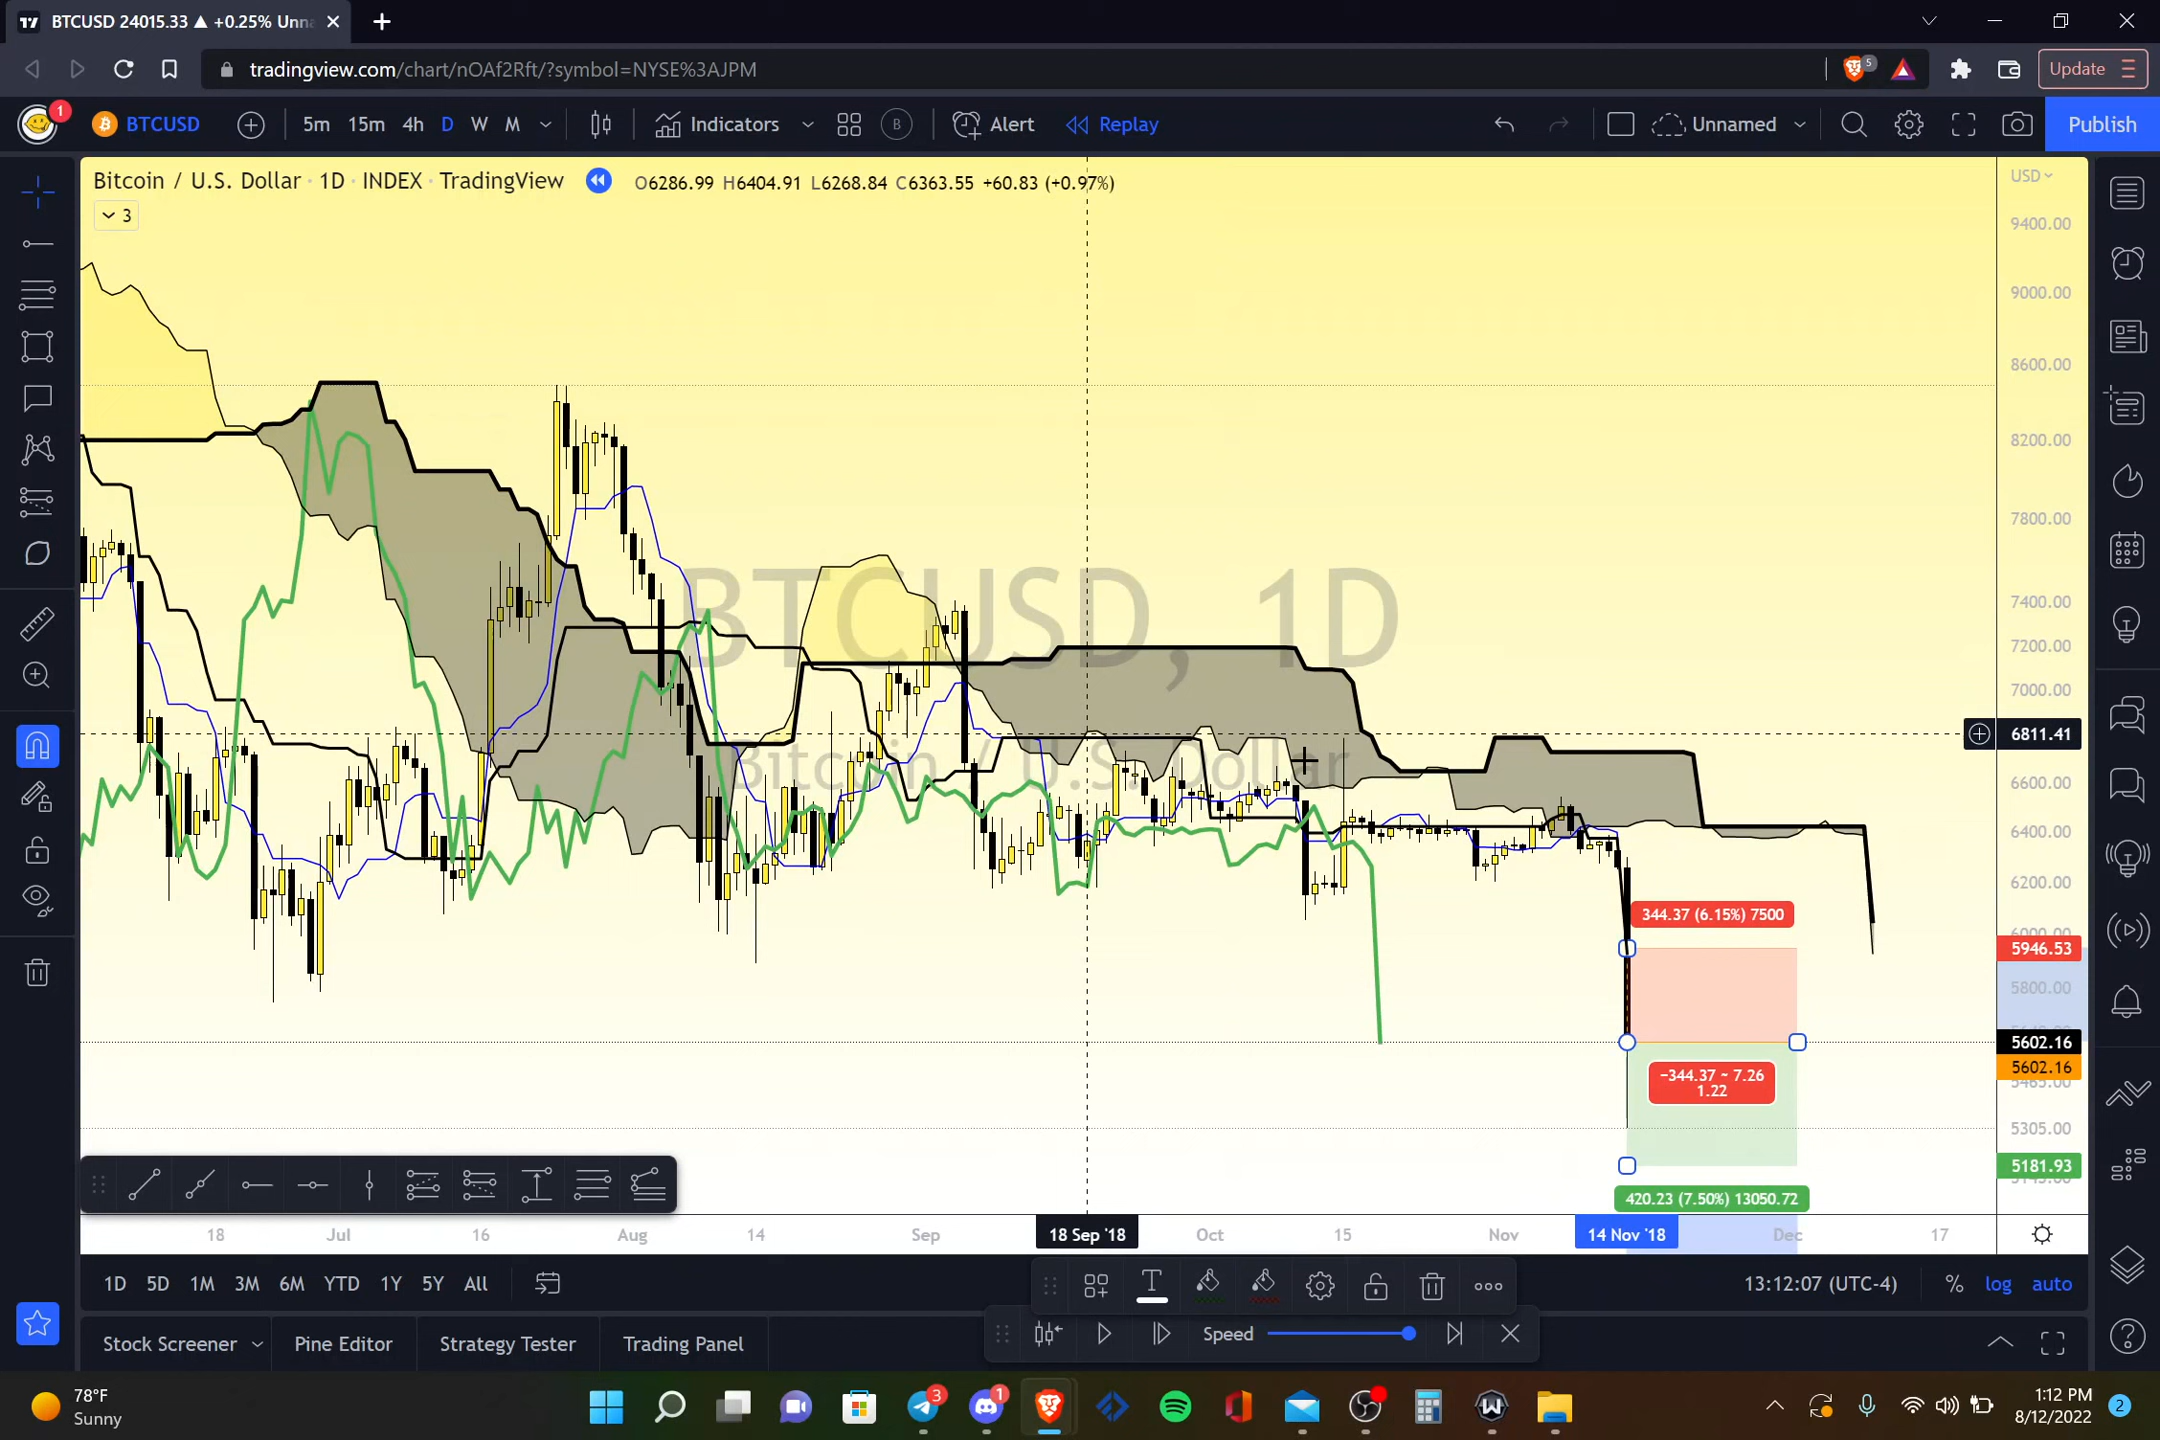 BTCUSD 24015.33 ▲ +0.25% Unn
tradingview.com/chart/nOAf2Rft/?symbol=NYSE%3AJPM
5
Update
1
BTCUSD
5m 15m 4h D W M
Indicators
B
Alert
Replay
Unnamed
Publish
Bitcoin / U.S. Dollar · 1D · INDEX · TradingView
O6286.99 H6404.91 L6268.84 C6363.55 +60.83 (+0.97%)
3
USD
9400.00
9000.00
8600.00
8200.00
7800.00
7400.00
7200.00
7000.00
6811.41
6600.00
6400.00
6200.00
5946.53
5800.00
5602.16
5602.16
5305.00
5181.93
BTCUSD, 1D
Bitcoin / U.S. Dollar
344.37 (6.15%) 7500
−344.37 ~ 7.26
1.22
420.23 (7.50%) 13050.72
18 Jul 16 Aug 14 Sep 18 Sep '18 Oct 15 Nov 14 Nov '18 Dec 17
1D 5D 1M 3M 6M YTD 1Y 5Y All
T
13:12:07 (UTC-4) % log auto
Stock Screener Pine Editor Strategy Tester Trading Panel
Speed
78°F
Sunny
3
1
1:12 PM
8/12/2022
2